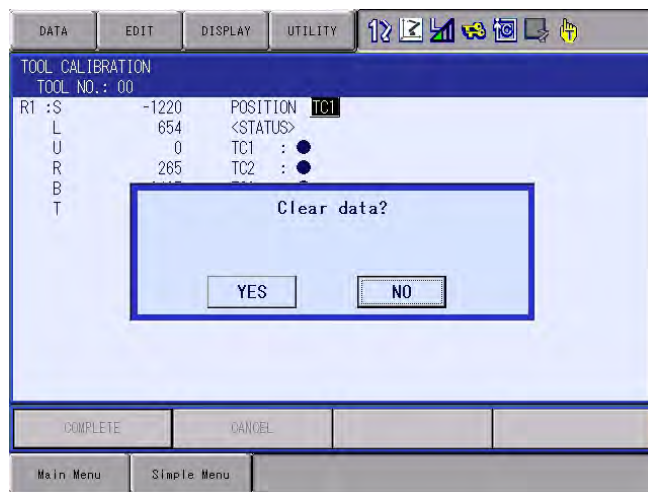 DATA EDIT DISPLAY UTILITY
TOOL CALIBRATION
TOOL NO.: 00
R1 :S -1220 POSITION TC1
L 654 <STATUS>
U 0 TC1 : ●
R 265 TC2 : ●
B
T
Clear data?
YES NO
COMPLETE CANCEL
Main Menu Simple Menu